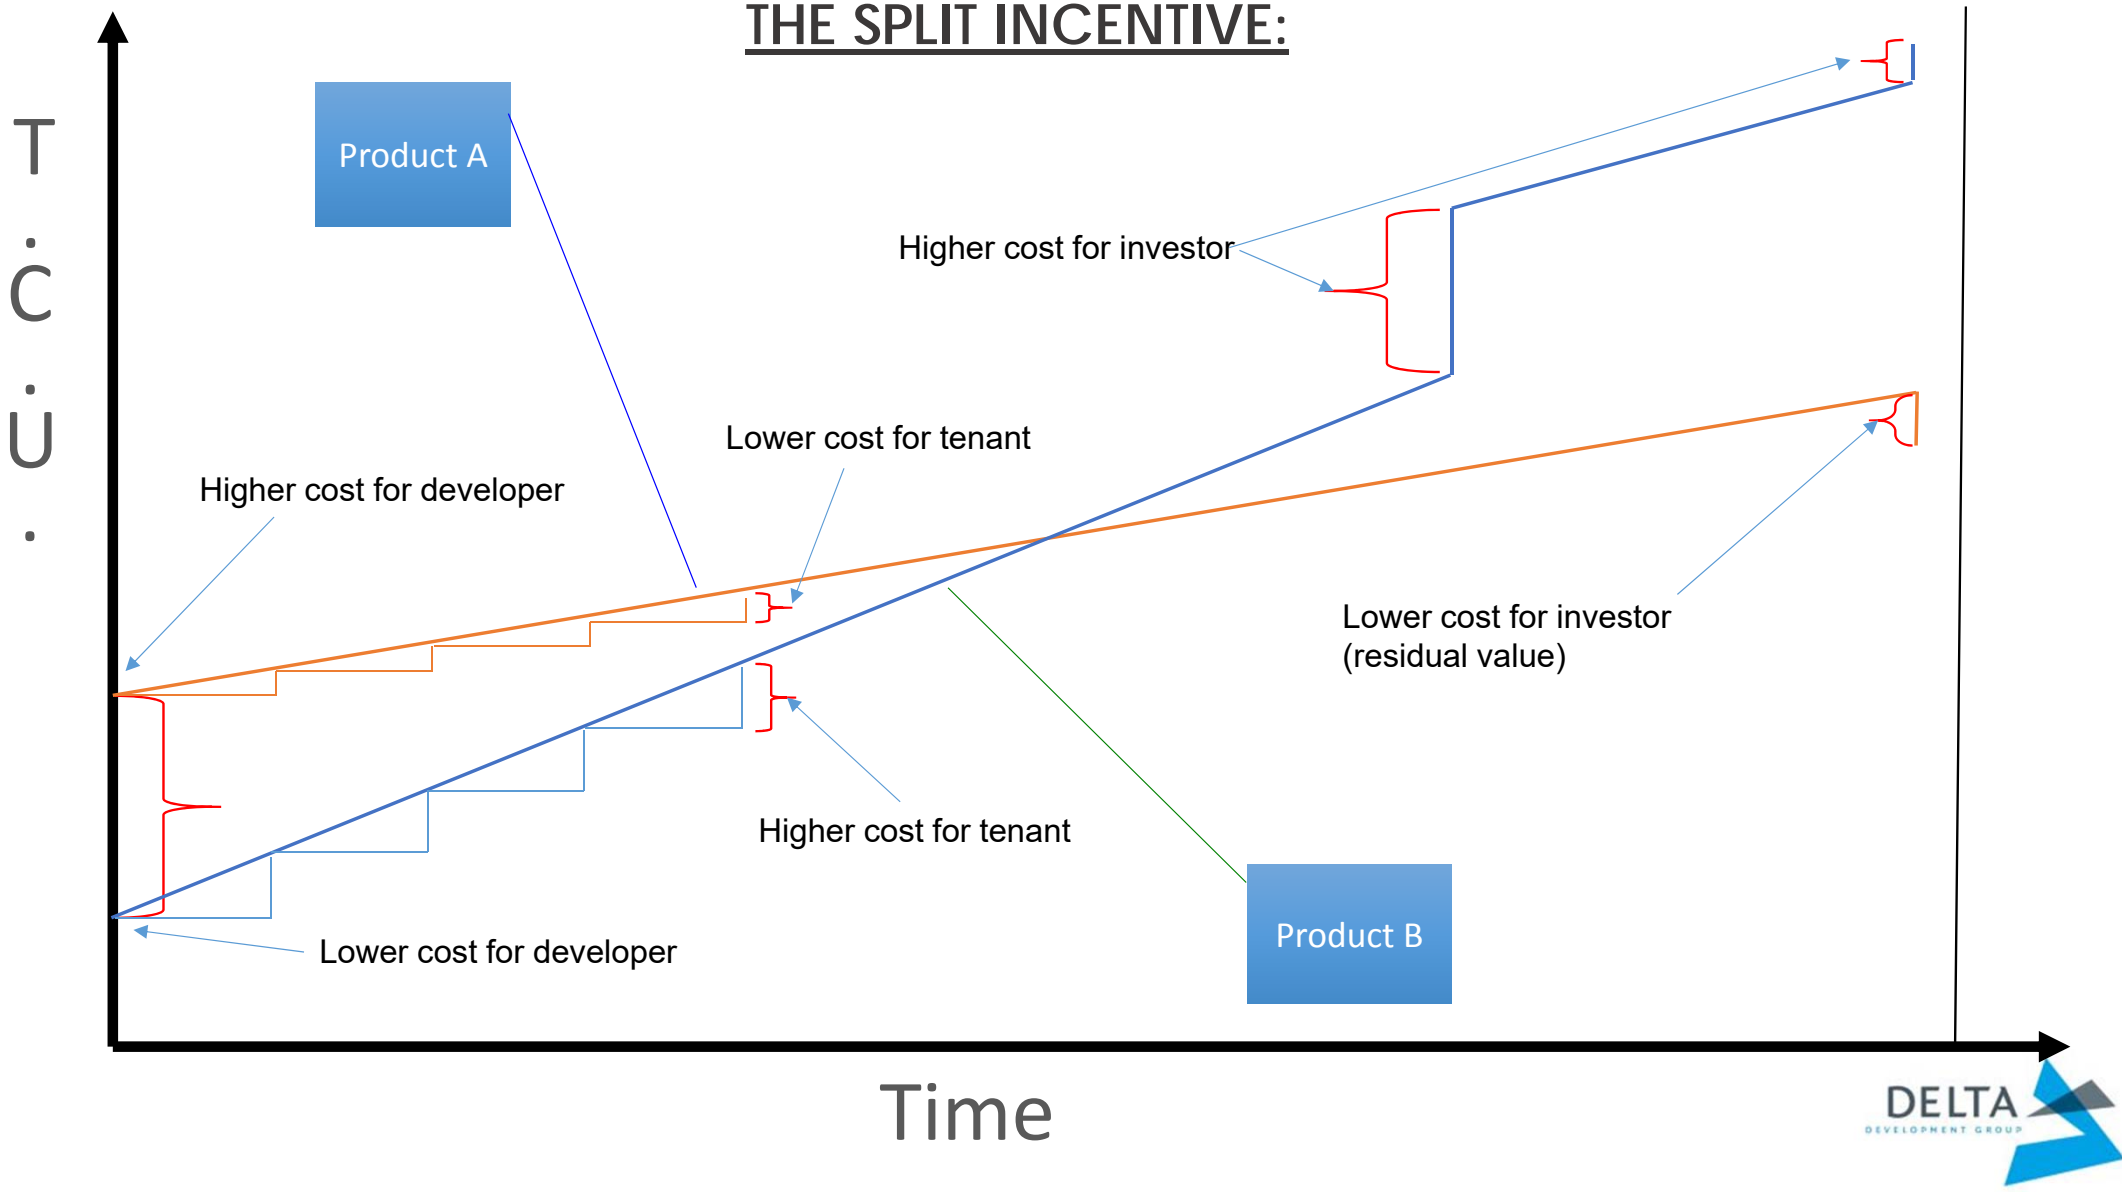 THE SPLIT INCENTIVE:
T
.
C
.
U
.
Product A
Higher cost for investor
Lower cost for tenant
Higher cost for developer
Lower cost for investor
(residual value)
Higher cost for tenant
Product B
Lower cost for developer
Time
DELTA
DEVELOPMENT GROUP